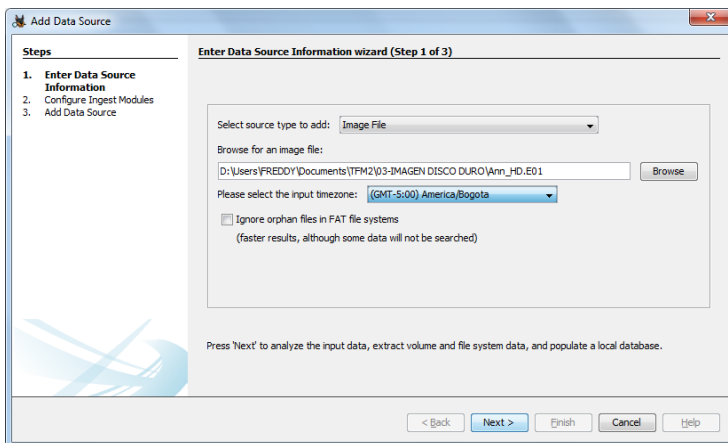 Add Data Source
Steps
1. Enter Data Source
Information
2. Configure Ingest Modules
3. Add Data Source
Enter Data Source Information wizard (Step 1 of 3)
Select source type to add: Image File
Browse for an image file:
D:\Users\FREDDY\Documents\TFM2\03-IMAGEN DISCO DURO\Ann_HD.E01 Browse
Please select the input timezone: (GMT-5:00) America/Bogota
Ignore orphan files in FAT file systems
(faster results, although some data will not be searched)
Press 'Next' to analyze the input data, extract volume and file system data, and populate a local database.
< Back Next > Finish Cancel Help